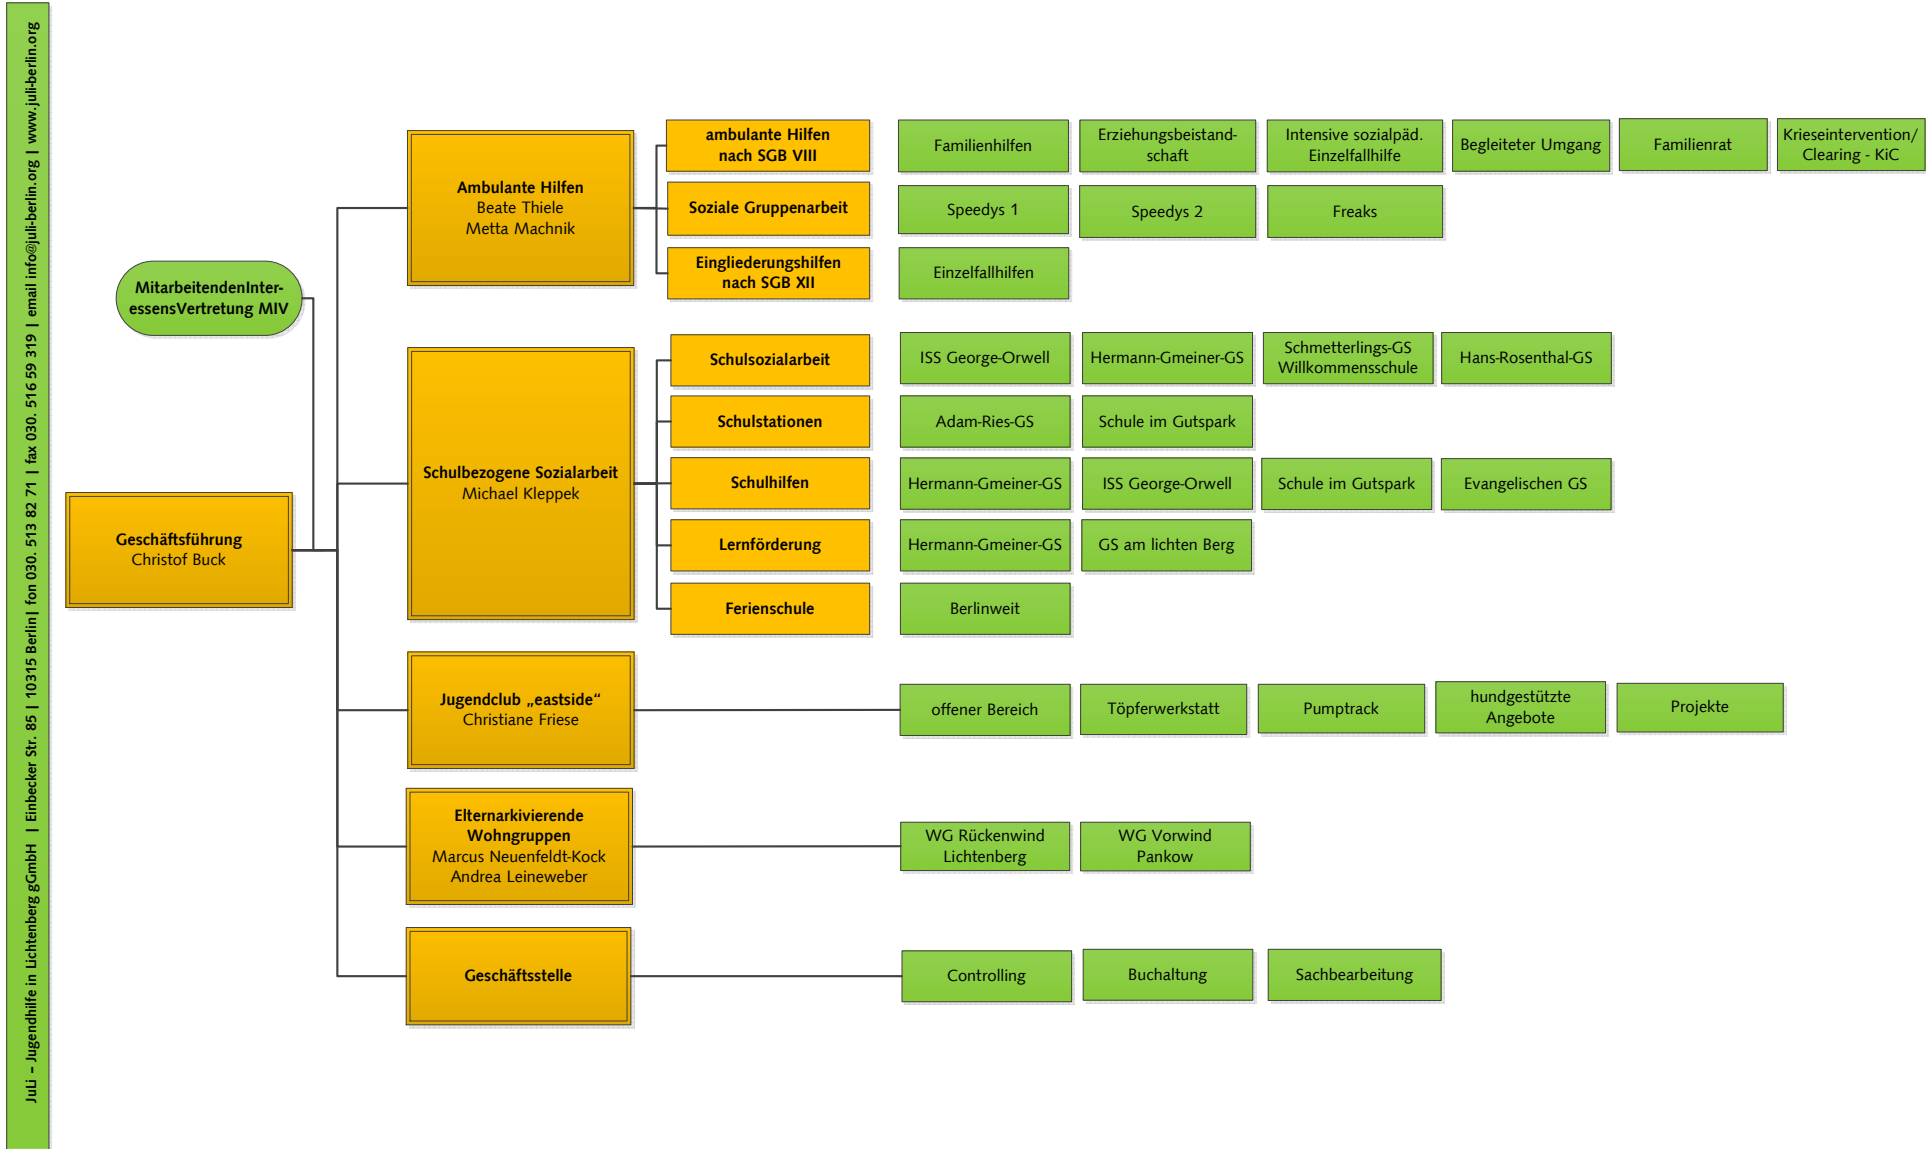 JuLi – Jugendhilfe in Lichtenberg gGmbH | Einbecker Str. 85 | 10315 Berlin| fon 030. 513 82 71 | fax 030. 516 59 319 | email info@juli-berlin.org | www.juli-berlin.org
MitarbeitendenInter-
essensVertretung MIV
Geschäftsführung
Christof Buck
Ambulante Hilfen
Beate Thiele
Metta Machnik
ambulante Hilfen
nach SGB VIII
Familienhilfen
Erziehungsbeistand-
schaft
Intensive sozialpäd.
Einzelfallhilfe
Begleiteter Umgang
Familienrat
Krieseintervention/
Clearing - KiC
Soziale Gruppenarbeit
Speedys 1
Speedys 2
Freaks
Eingliederungshilfen
nach SGB XII
Einzelfallhilfen
Schulbezogene Sozialarbeit
Michael Kleppek
Schulsozialarbeit
ISS George-Orwell
Hermann-Gmeiner-GS
Schmetterlings-GS
Willkommensschule
Hans-Rosenthal-GS
Schulstationen
Adam-Ries-GS
Schule im Gutspark
Schulhilfen
Hermann-Gmeiner-GS
ISS George-Orwell
Schule im Gutspark
Evangelischen GS
Lernförderung
Hermann-Gmeiner-GS
GS am lichten Berg
Ferienschule
Berlinweit
Jugendclub „eastside“
Christiane Friese
offener Bereich
Töpferwerkstatt
Pumptrack
hundgestützte
Angebote
Projekte
Elternarkivierende
Wohngruppen
Marcus Neuenfeldt-Kock
Andrea Leineweber
WG Rückenwind
Lichtenberg
WG Vorwind
Pankow
Geschäftsstelle
Controlling
Buchaltung
Sachbearbeitung